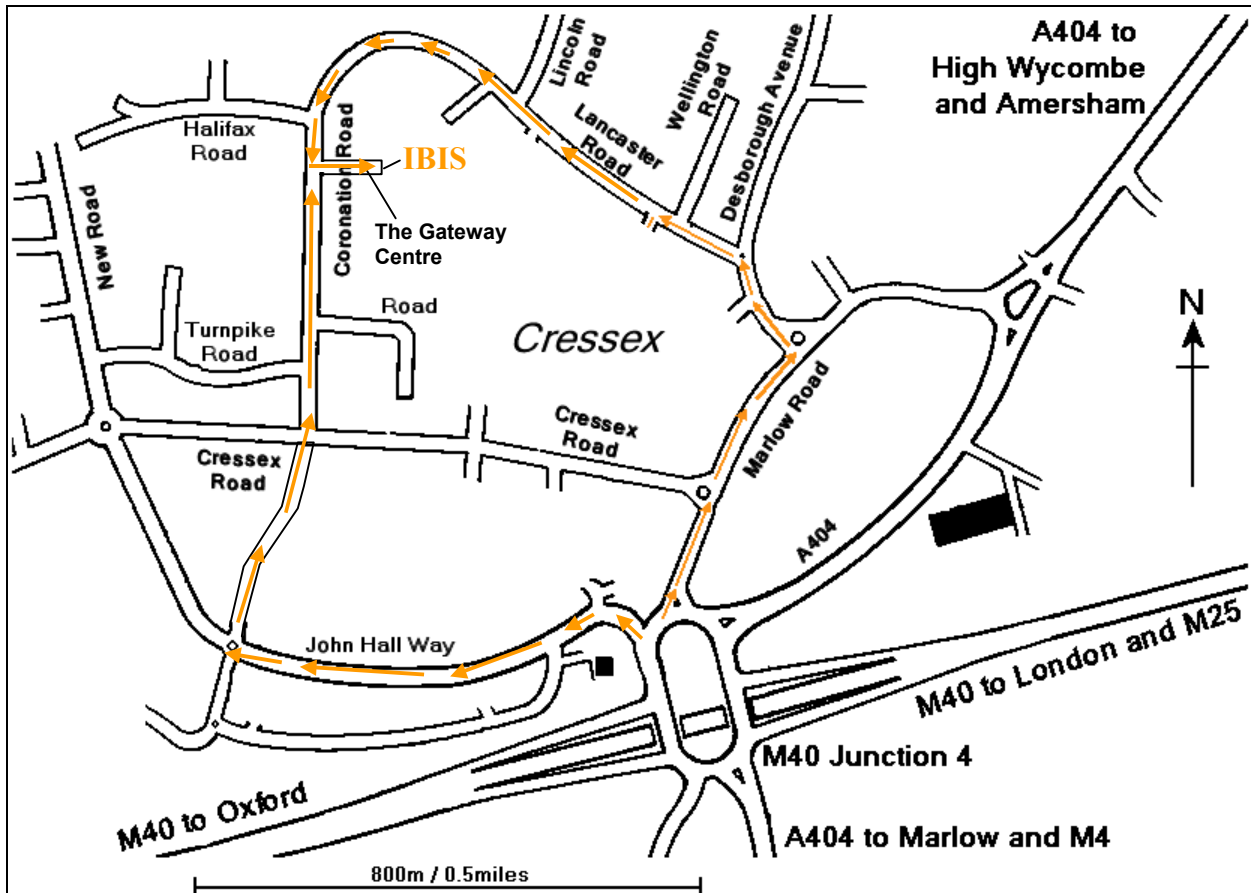 A404 to
High Wycombe
and Amersham
Lincoln
Road
Wellington
Road
Desborough Avenue
Lancaster
Road
Halifax
Road
Coronation Road
IBIS
The Gateway
Centre
New Road
Turnpike
Road
Road
Cressex
N
Cressex
Road
Marlow Road
Cressex
Road
A404
John Hall Way
M40 to London and M25
M40 Junction 4
M40 to Oxford
A404 to Marlow and M4
800m / 0.5miles